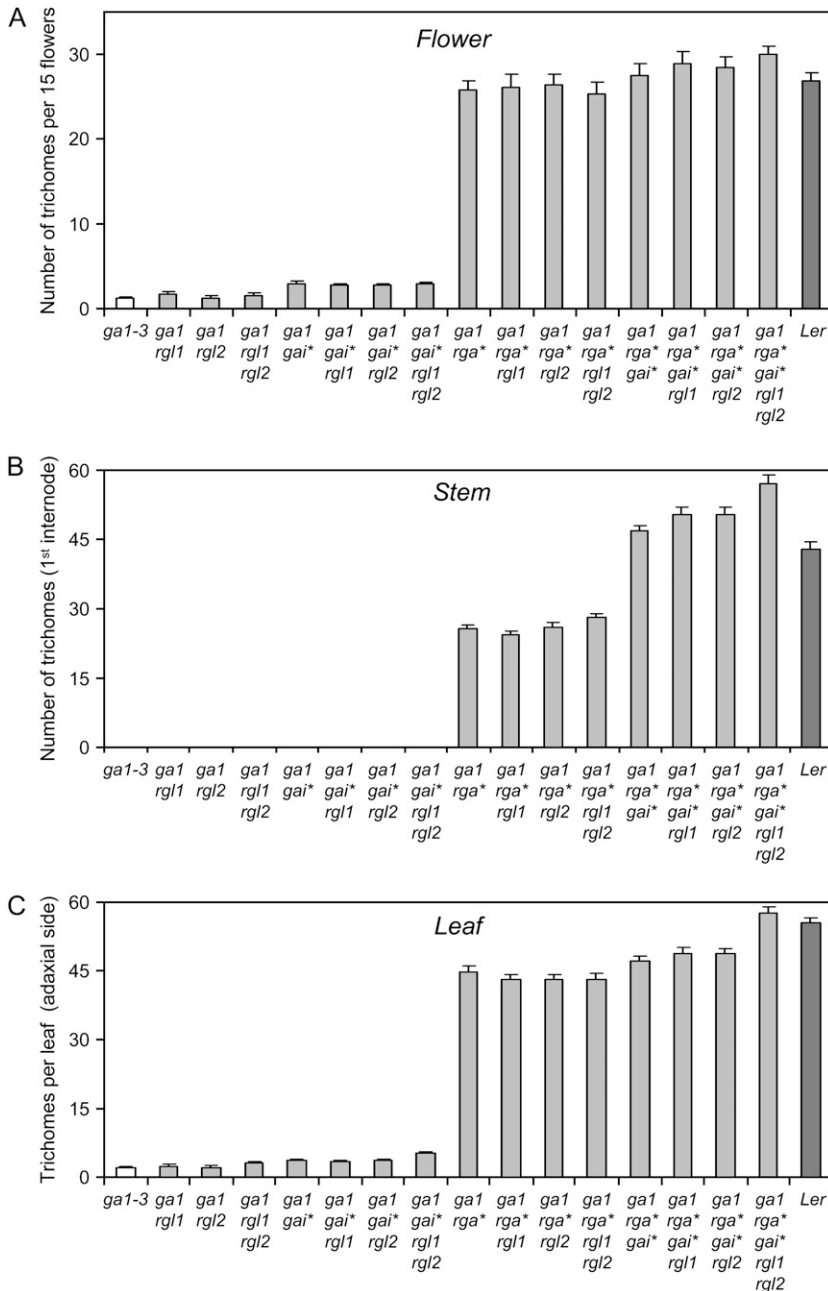 A
Flower
Number of trichomes per 15 flowers
30
20
10
0
ga1-3 ga1 ga1 ga1 ga1 ga1 ga1 ga1 ga1 ga1 ga1 ga1 ga1 ga1 ga1 ga1 Ler
rgl1 rgl2 rgl1 gai* gai* gai* gai* rga* rga* rga* rga* rga* rga* rga* rga*
rgl2 rgl1 rgl2 rgl1 rgl1 rgl2 rgl1 gai* gai* gai* gai*
rgl2 rgl2 rgl1 rgl2 rgl1
rgl2
B
Stem
Number of trichomes (1st internode)
60
45
30
15
0
ga1-3 ga1 ga1 ga1 ga1 ga1 ga1 ga1 ga1 ga1 ga1 ga1 ga1 ga1 ga1 ga1 Ler
rgl1 rgl2 rgl1 gai* gai* gai* gai* rga* rga* rga* rga* rga* rga* rga* rga*
rgl2 rgl1 rgl2 rgl1 rgl1 rgl2 rgl1 gai* gai* gai* gai*
rgl2 rgl2 rgl1 rgl2 rgl1
rgl2
C
Leaf
Trichomes per leaf (adaxial side)
60
45
30
15
0
ga1-3 ga1 ga1 ga1 ga1 ga1 ga1 ga1 ga1 ga1 ga1 ga1 ga1 ga1 ga1 ga1 Ler
rgl1 rgl2 rgl1 gai* gai* gai* gai* rga* rga* rga* rga* rga* rga* rga* rga*
rgl2 rgl1 rgl2 rgl1 rgl1 rgl2 rgl1 gai* gai* gai* gai*
rgl2 rgl2 rgl1 rgl2 rgl1
rgl2